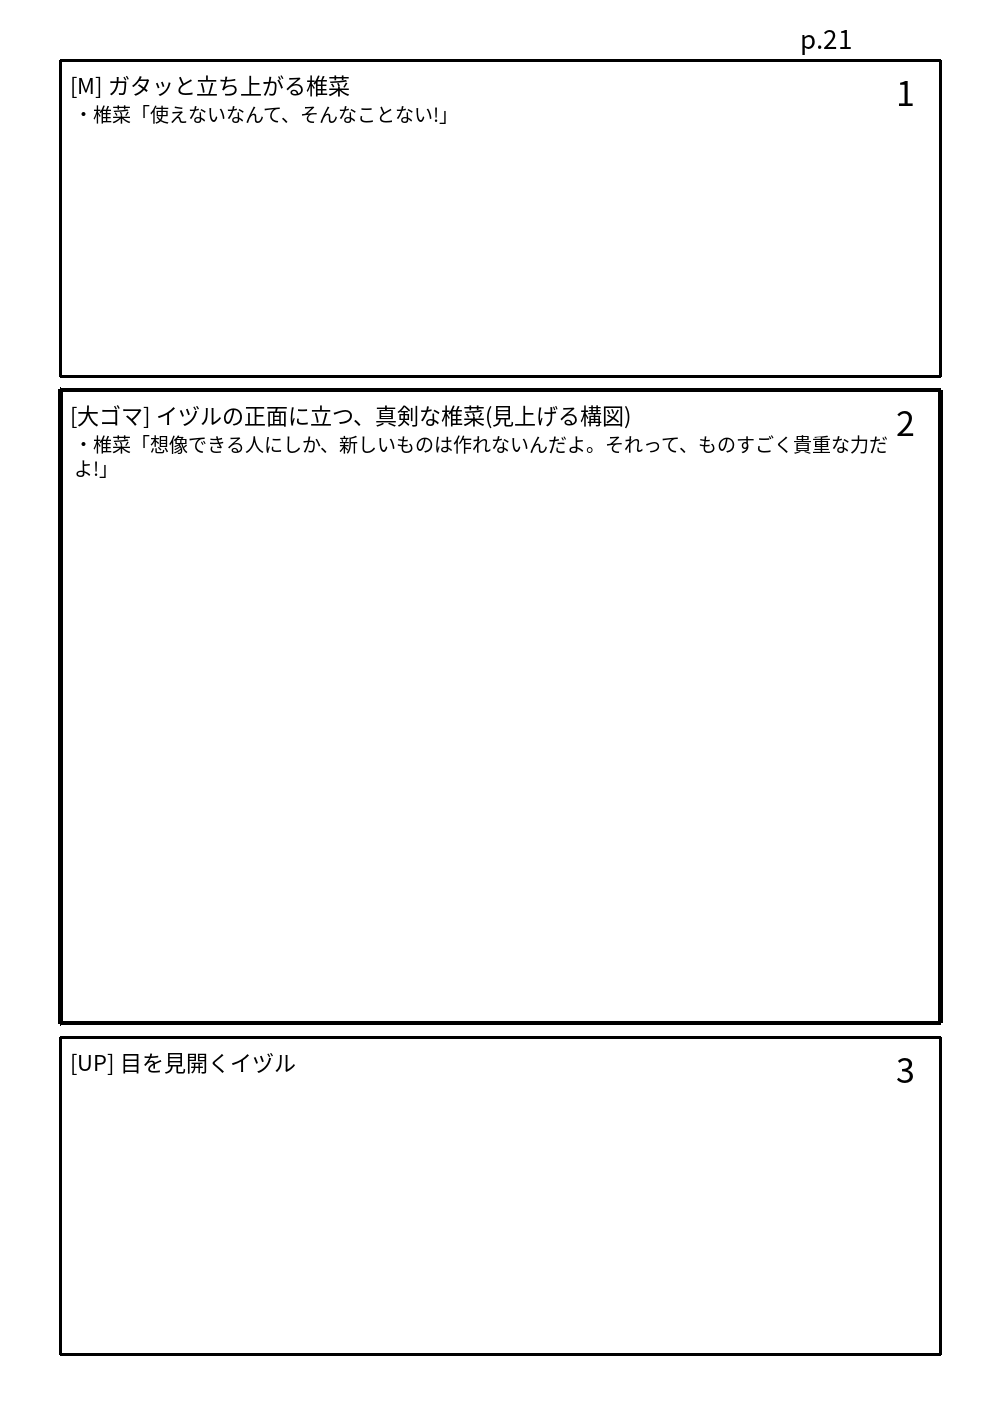 p.21
[M] ガタッと立ち上がる椎菜
1
・椎菜「使えないなんて、そんなことない!」
[大ゴマ] イヅルの正面に立つ、真剣な椎菜(見上げる構図)
2
・椎菜「想像できる人にしか、新しいものは作れないんだよ。それって、ものすごく貴重な力だ
よ!」
[UP] 目を見開くイヅル
3